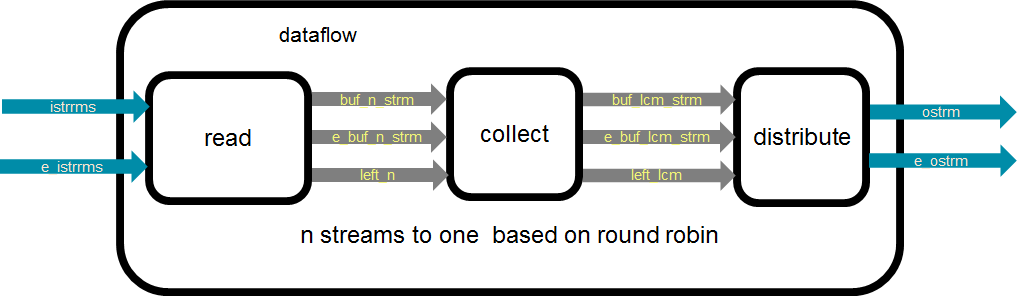 dataflow
istrrms
e_istrrms
read
buf_n_strm
e_buf_n_strm
left_n
collect
buf_lcm_strm
e_buf_lcm_strm
left_lcm
distribute
ostrm
e_ostrm
n streams to one based on round robin